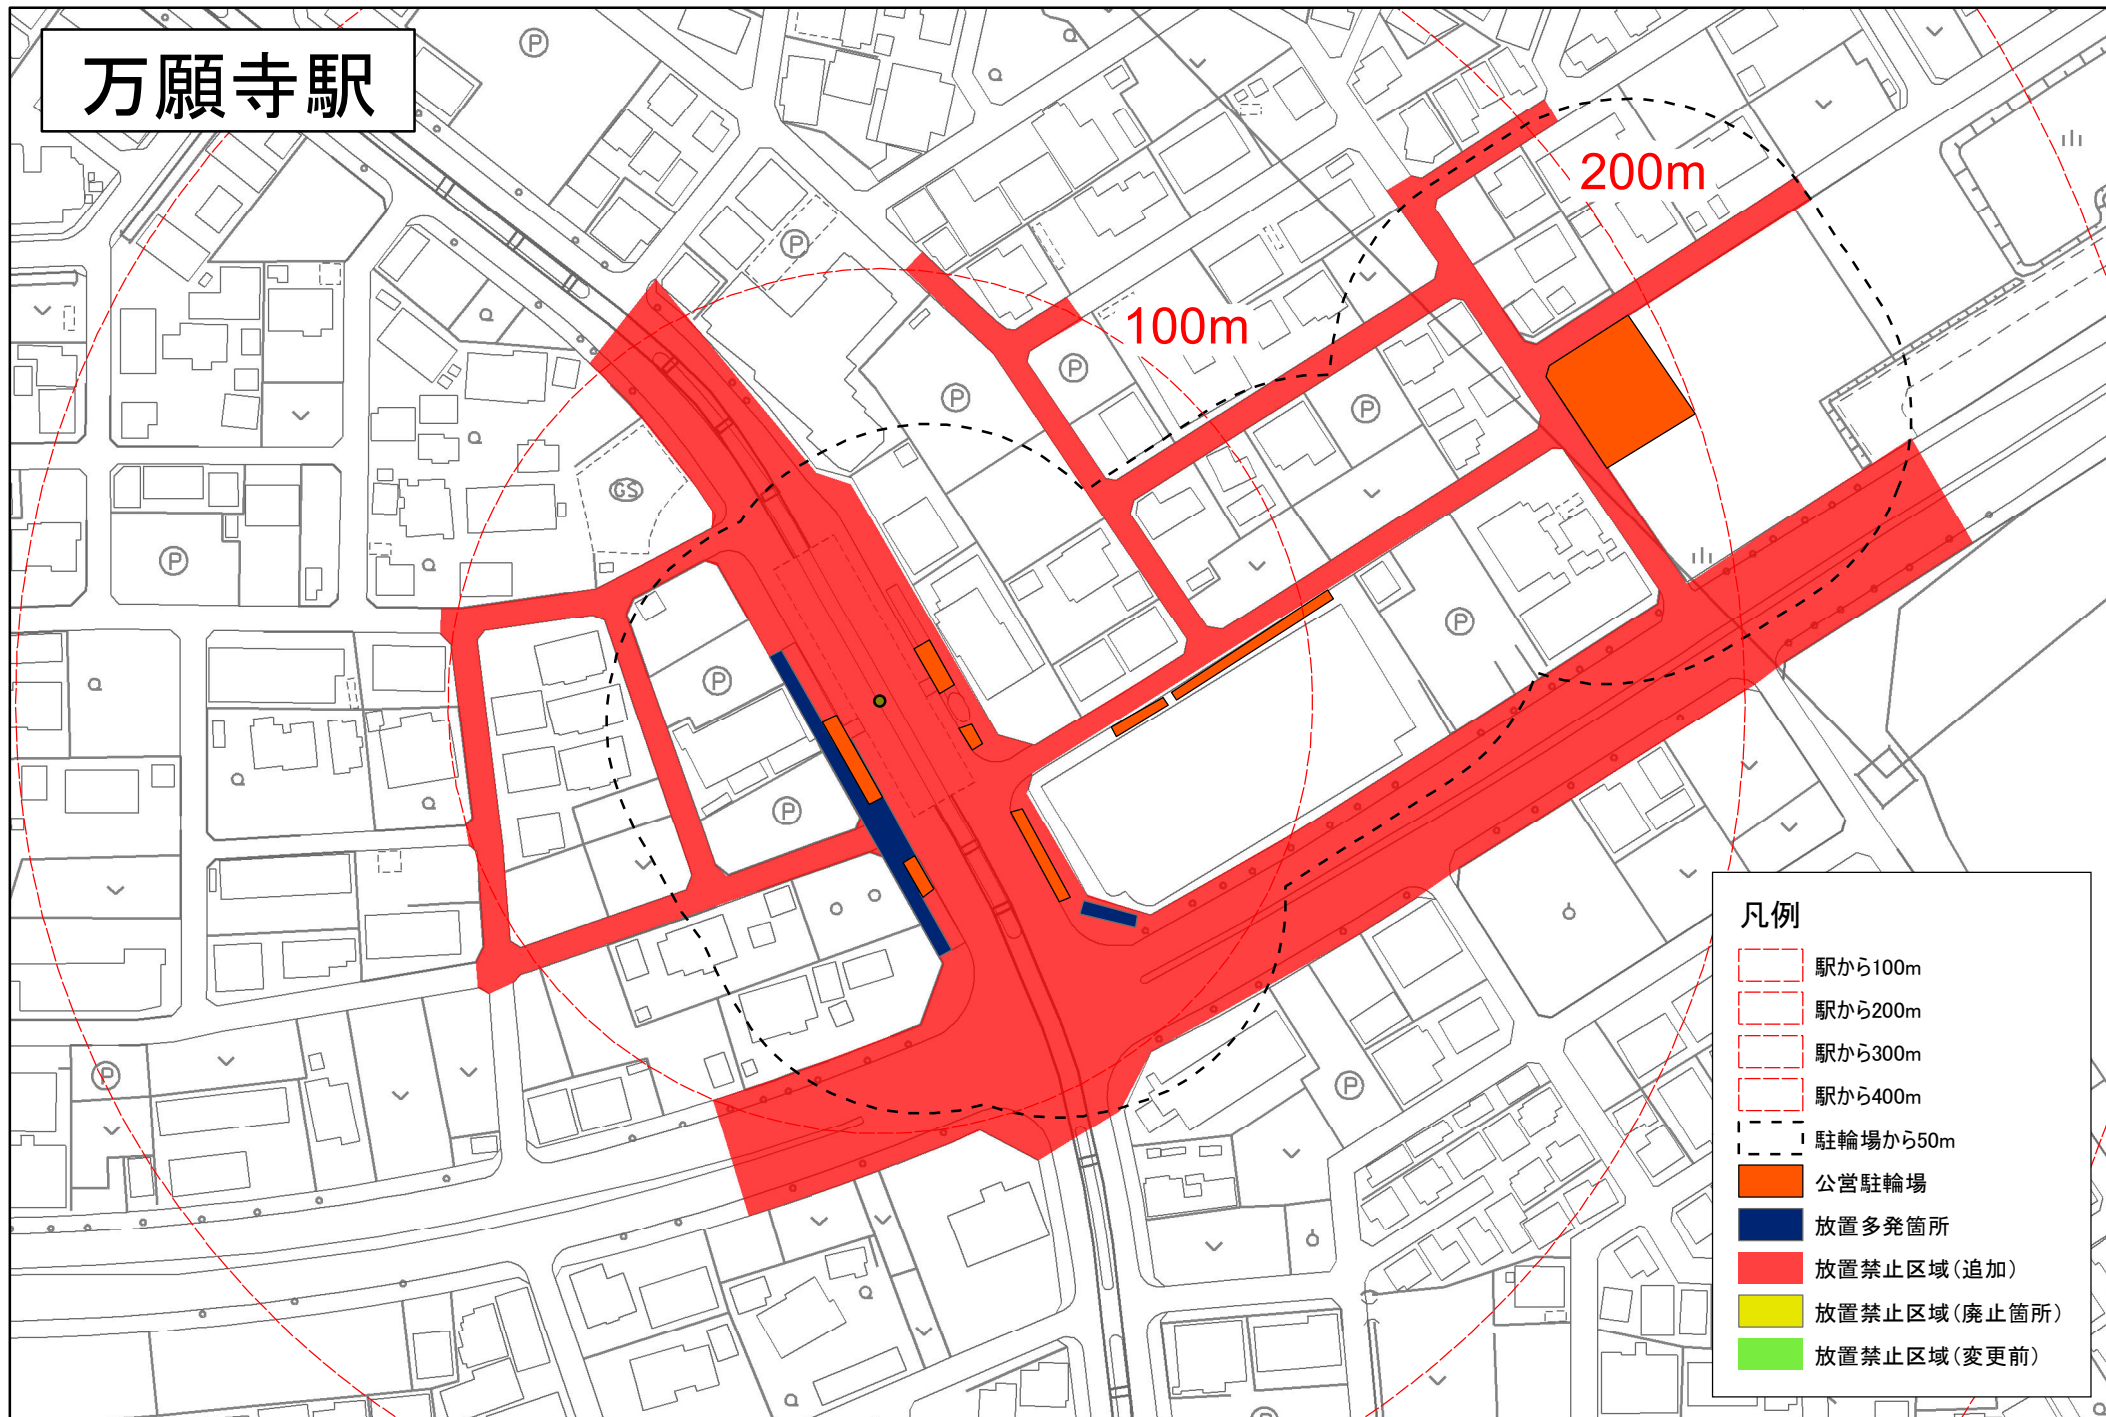 万願寺駅
200m
100m
GS
P
P
P
P
P
P
P
P
P
P
P
P
凡例
駅から100m
駅から200m
駅から300m
駅から400m
駐輪場から50m
公営駐輪場
放置多発箇所
放置禁止区域（追加）
放置禁止区域（廃止箇所）
放置禁止区域（変更前）